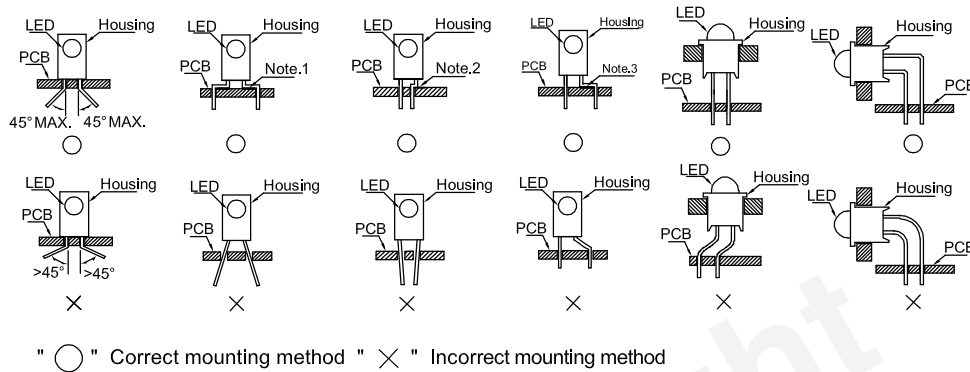 LED Housing
PCB
45° MAX. 45° MAX.
LED Housing
PCB Note.1
LED Housing
PCB Note.2
LED Housing
PCB Note.3
LED Housing
PCB
LED Housing
PCB
LED Housing
PCB
>45° >45°
LED Housing
PCB
LED Housing
PCB
LED Housing
PCB
LED Housing
PCB
LED Housing
PCB
" ◯ " Correct mounting method " ✕ " Incorrect mounting method